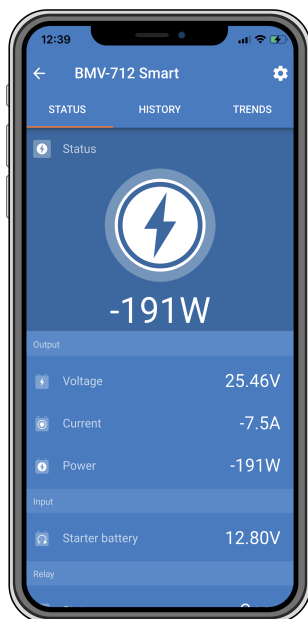 12:39
BMV-712 Smart
STATUS HISTORY TRENDS
Status
-191W
Output
Voltage 25.46V
Current -7.5A
Power -191W
Input
Starter battery 12.80V
Relay